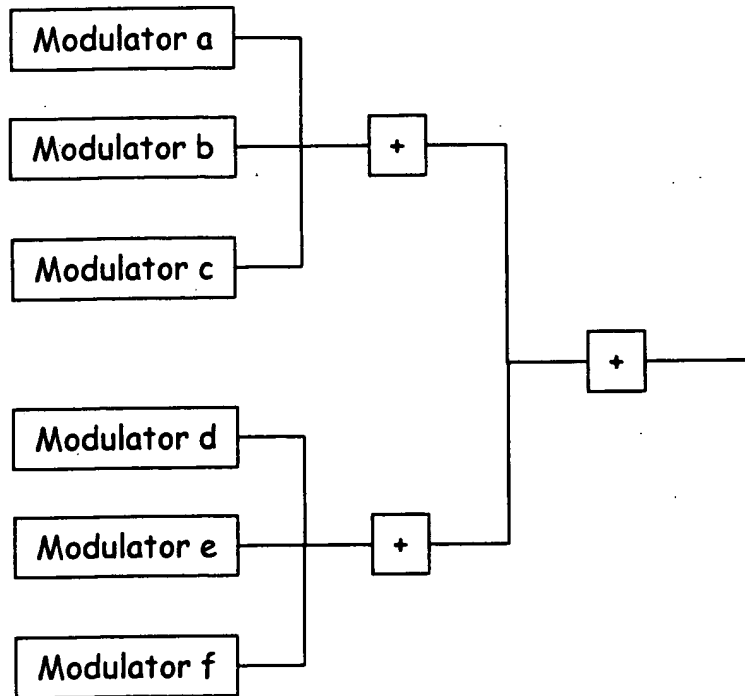 Modulator a
Modulator b
+
Modulator c
+
Modulator d
Modulator e
+
Modulator f